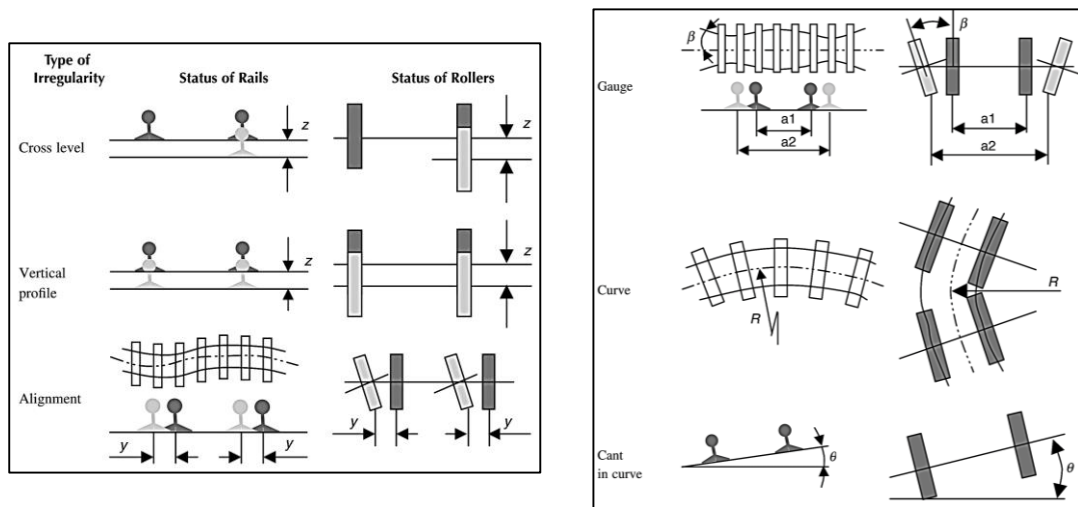 Type of
Irregularity
Status of Rails
Status of Rollers
Cross level
z
z
Vertical
profile
z
z
Alignment
y
y
y
y
Gauge
β
a1
a2
β
a1
a2
Curve
R
R
Cant
in curve
θ
θ